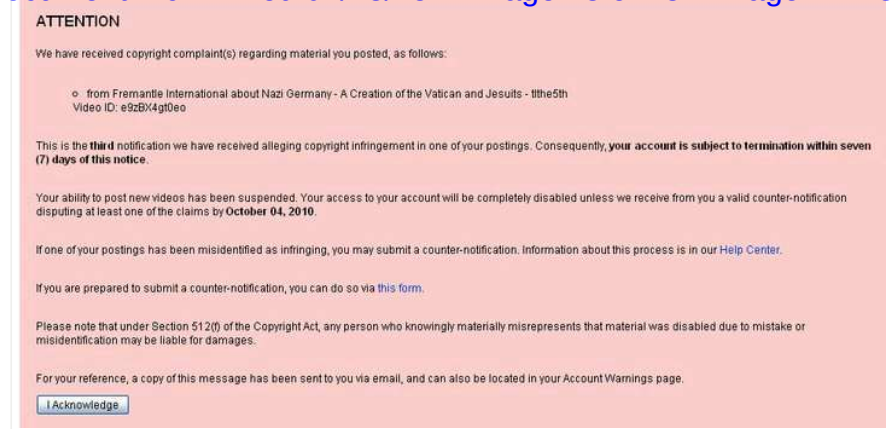 ATTENTION
We have received copyright complaint(s) regarding material you posted, as follows:
from Fremantle International about Nazi Germany - A Creation of the Vatican and Jesuits - tlthe5th
Video ID: e9zBX4gt0eo
This is the third notification we have received alleging copyright infringement in one of your postings. Consequently, your account is subject to termination within seven
(7) days of this notice.
Your ability to post new videos has been suspended. Your access to your account will be completely disabled unless we receive from you a valid counter-notification
disputing at least one of the claims by October 04, 2010.
If one of your postings has been misidentified as infringing, you may submit a counter-notification. Information about this process is in our Help Center.
If you are prepared to submit a counter-notification, you can do so via this form.
Please note that under Section 512(f) of the Copyright Act, any person who knowingly materially misrepresents that material was disabled due to mistake or
misidentification may be liable for damages.
For your reference, a copy of this message has been sent to you via email, and can also be located in your Account Warnings page.
I Acknowledge